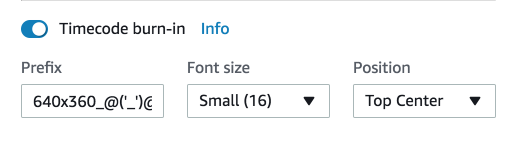 Timecode burn-in Info
Prefix Font size Position
640x360_@('_')@ Small (16) Top Center